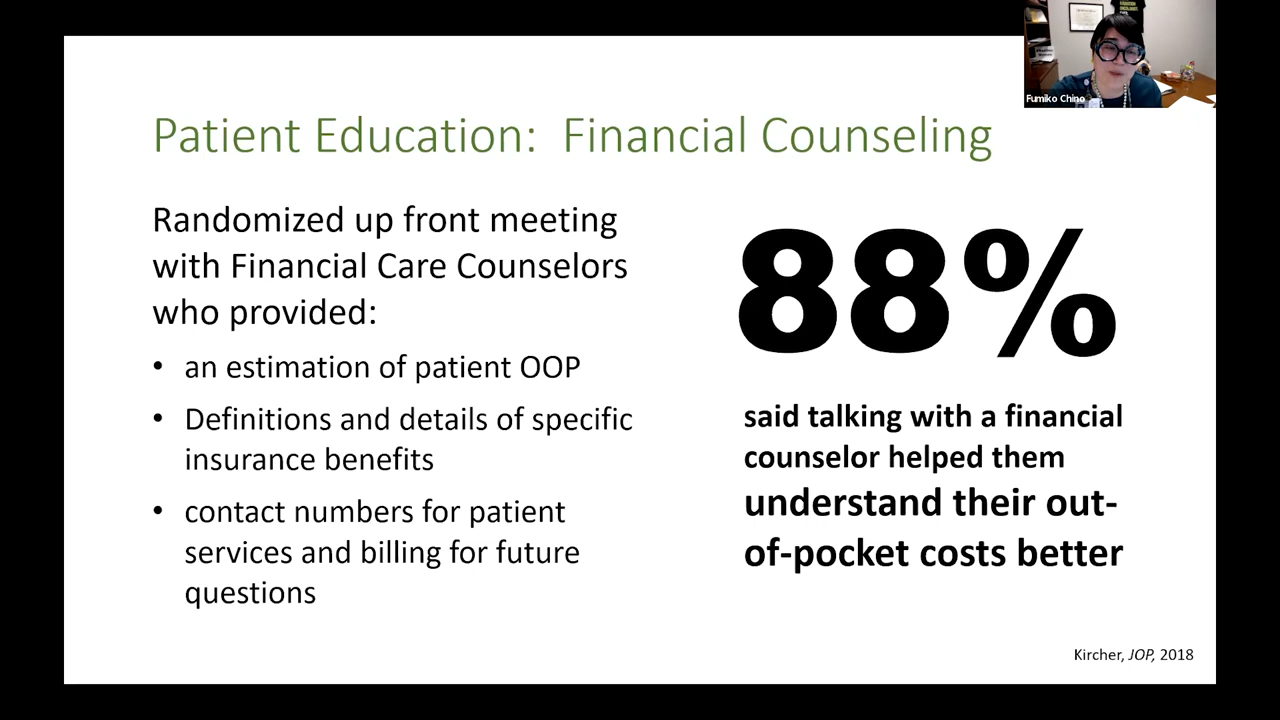 Fumiko Chino
Patient Education:  Financial Counseling
Randomized up front meeting
with Financial Care Counselors
who provided:
• an estimation of patient OOP
• Definitions and details of specific
insurance benefits
• contact numbers for patient
services and billing for future
questions
88%
said talking with a financial
counselor helped them
understand their out-
of-pocket costs better
Kircher, JOP, 2018